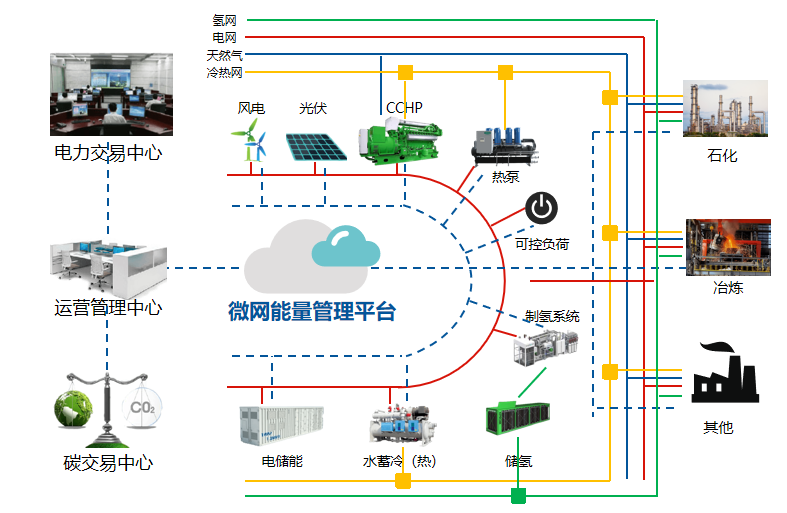 氢网
电网
天然气
冷热网
风电
光伏
CCHP
热泵
可控负荷
制氢系统
电力交易中心
运营管理中心
碳交易中心
CO₂
微网能量管理平台
电储能
水蓄冷（热）
储氢
石化
冶炼
其他